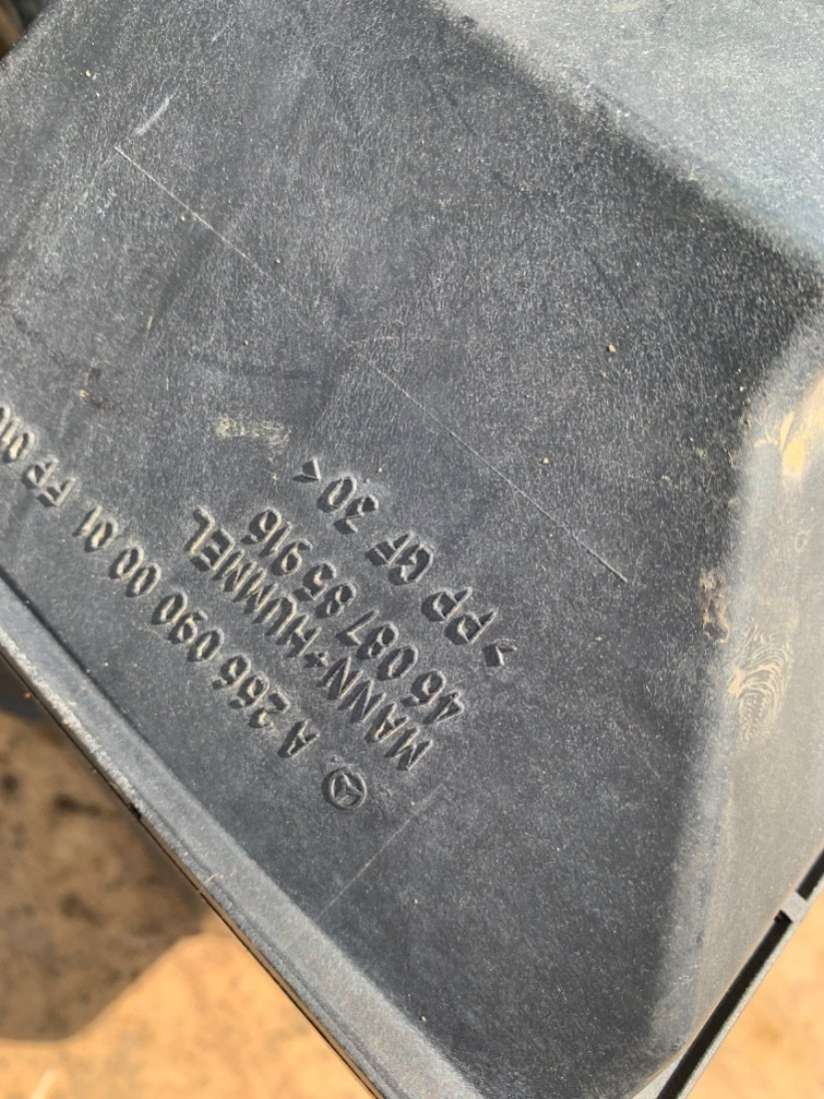 A 266 090 00 01 FP
MANN+HUMMEL
46 087 85 916
>PP GF 30<